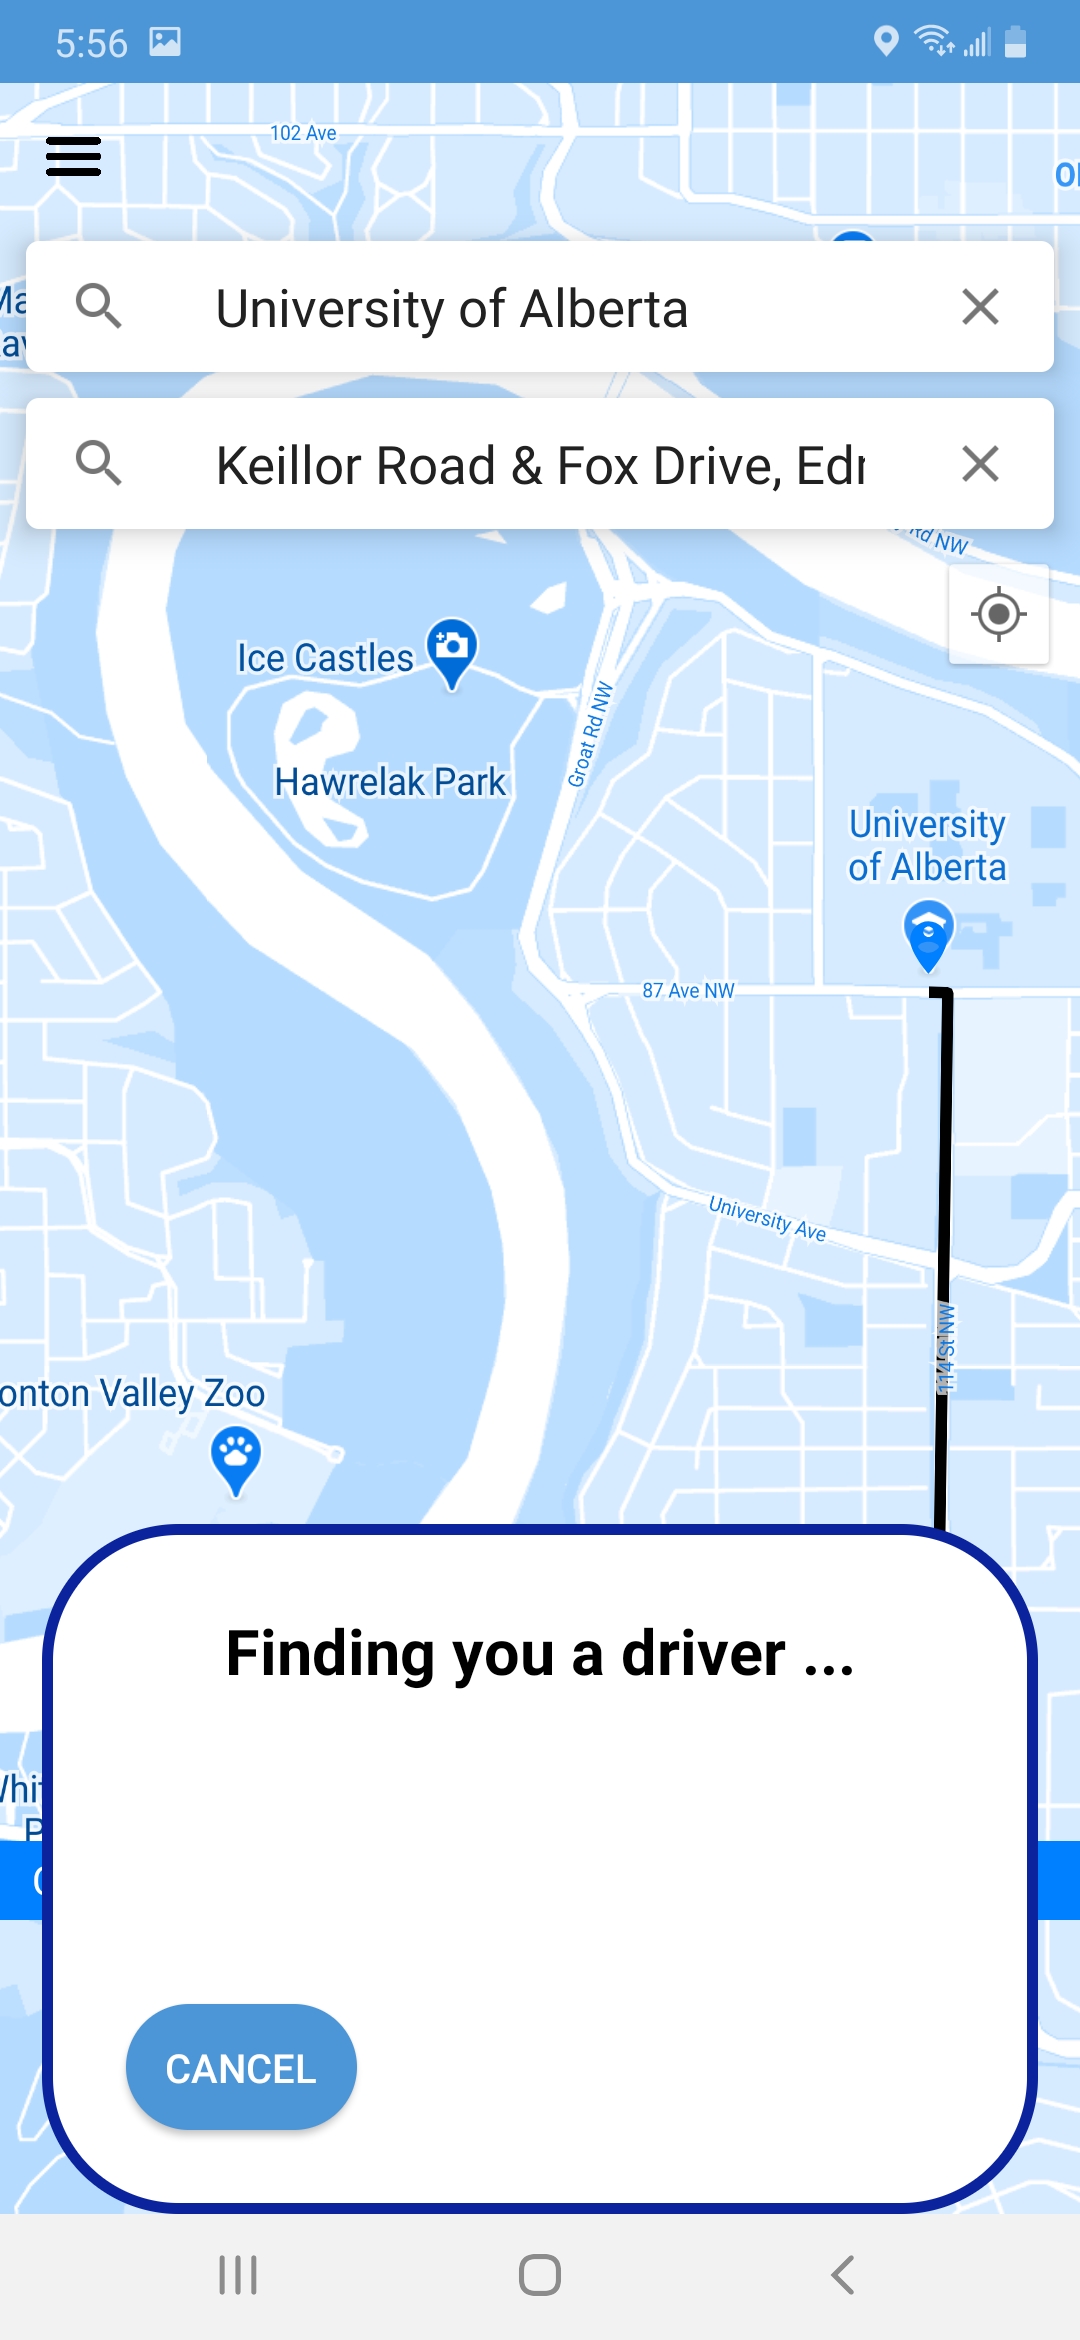 5:56
102 Ave
University of Alberta
Keillor Road & Fox Drive, Edr
Rd NW
Ice Castles
Groat Rd NW
Hawrelak Park
University
of Alberta
87 Ave NW
University Ave
114 St NW
onton Valley Zoo
Finding you a driver ...
CANCEL